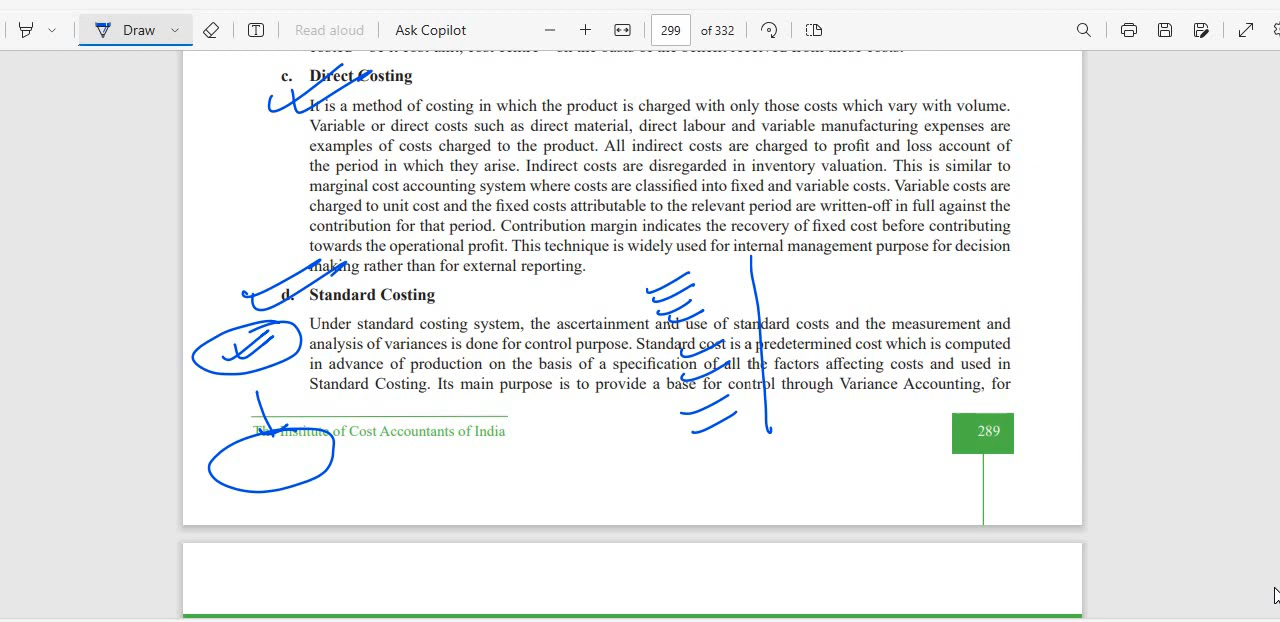 Draw
Read aloud
Ask Copilot
299 of 332
c. Direct Costing
It is a method of costing in which the product is charged with only those costs which vary with volume.
Variable or direct costs such as direct material, direct labour and variable manufacturing expenses are
examples of costs charged to the product. All indirect costs are charged to profit and loss account of
the period in which they arise. Indirect costs are disregarded in inventory valuation. This is similar to
marginal cost accounting system where costs are classified into fixed and variable costs. Variable costs are
charged to unit cost and the fixed costs attributable to the relevant period are written-off in full against the
contribution for that period. Contribution margin indicates the recovery of fixed cost before contributing
towards the operational profit. This technique is widely used for internal management purpose for decision
making rather than for external reporting.
d. Standard Costing
Under standard costing system, the ascertainment and use of standard costs and the measurement and
analysis of variances is done for control purpose. Standard cost is a predetermined cost which is computed
in advance of production on the basis of a specification of all the factors affecting costs and used in
Standard Costing. Its main purpose is to provide a base for control through Variance Accounting, for
The Institute of Cost Accountants of India
289